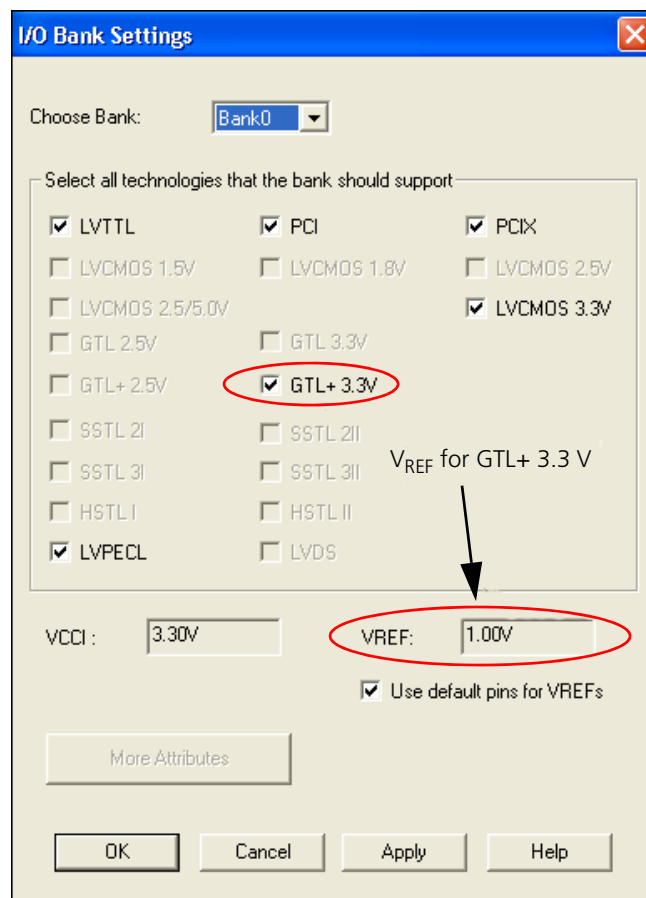 I/O Bank Settings
Choose Bank: Bank0
Select all technologies that the bank should support
LVTTL PCI PCIX
LVCMOS 1.5V LVCMOS 1.8V LVCMOS 2.5V
LVCMOS 2.5/5.0V LVCMOS 3.3V
GTL 2.5V GTL 3.3V
GTL+ 2.5V GTL+ 3.3V
SSTL 2I SSTL 2II
SSTL 3I SSTL 3II
VREF for GTL+ 3.3 V
HSTL I HSTL II
LVPECL LVDS
VCCI : 3.30V VREF: 1.00V
Use default pins for VREFs
More Attributes
OK Cancel Apply Help